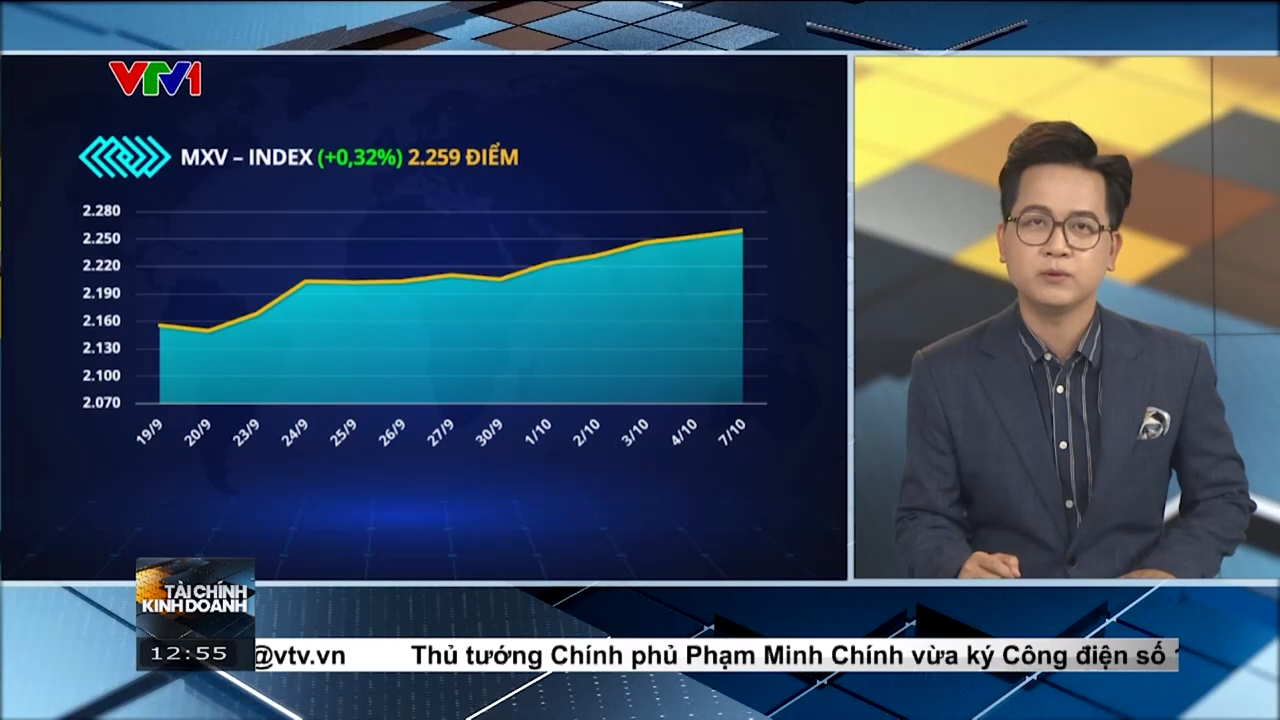 VTV1
MXV – INDEX (+0,32%) 2.259 ĐIỂM
2.280
2.250
2.220
2.190
2.160
2.130
2.100
2.070
19/9 20/9 23/9 24/9 25/9 26/9 27/9 30/9 1/10 2/10 3/10 4/10 7/10
TÀI CHÍNH
KINH DOANH
12:55 @vtv.vn Thủ tướng Chính phủ Phạm Minh Chính vừa ký Công điện số